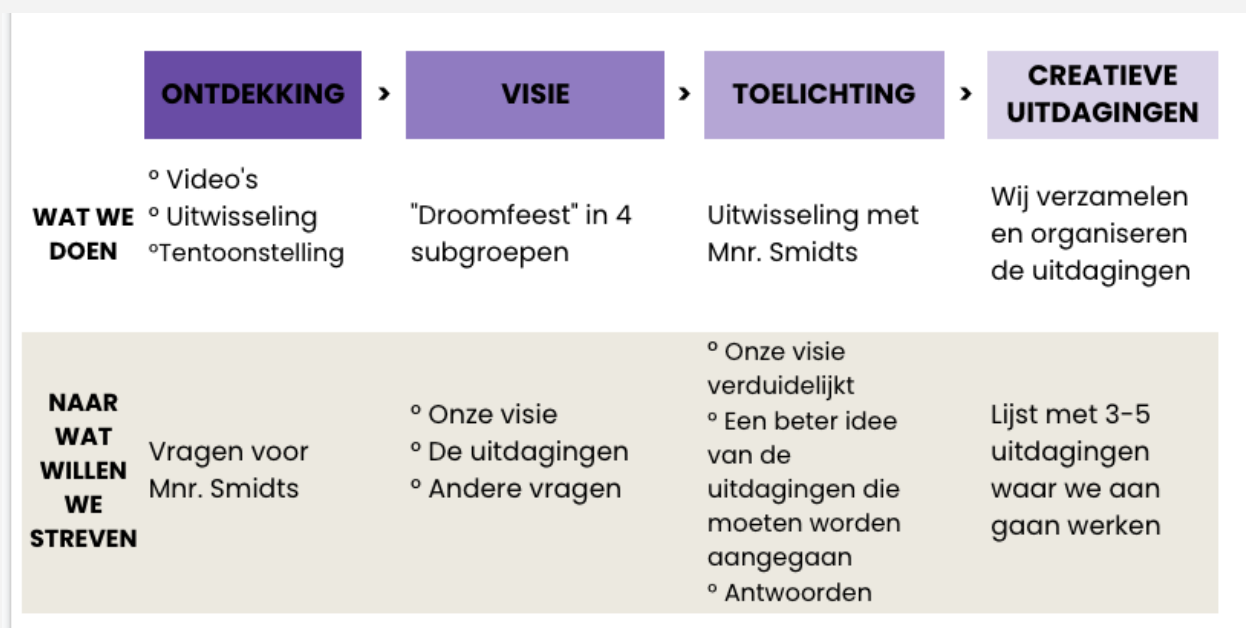 ONTDEKKING › VISIE › TOELICHTING › CREATIEVE
UITDAGINGEN
WAT WE
DOEN
° Video's
° Uitwisseling
°Tentoonstelling
"Droomfeest" in 4
subgroepen
Uitwisseling met
Mnr. Smidts
Wij verzamelen
en organiseren
de uitdagingen
NAAR
WAT
WILLEN
WE
STREVEN
Vragen voor
Mnr. Smidts
° Onze visie
° De uitdagingen
° Andere vragen
° Onze visie
verduidelijkt
° Een beter idee
van de
uitdagingen die
moeten worden
aangegaan
° Antwoorden
Lijst met 3-5
uitdagingen
waar we aan
gaan werken